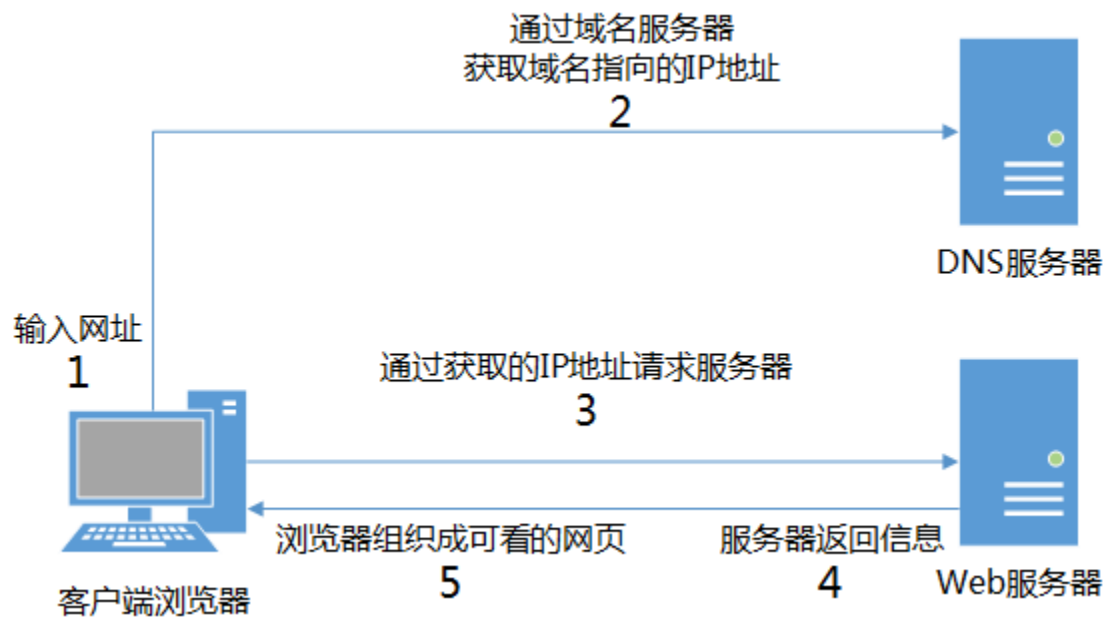 通过域名服务器
获取域名指向的IP地址
2
DNS服务器
输入网址
1
通过获取的IP地址请求服务器
3
浏览器组织成可看的网页
5
服务器返回信息
4
Web服务器
客户端浏览器